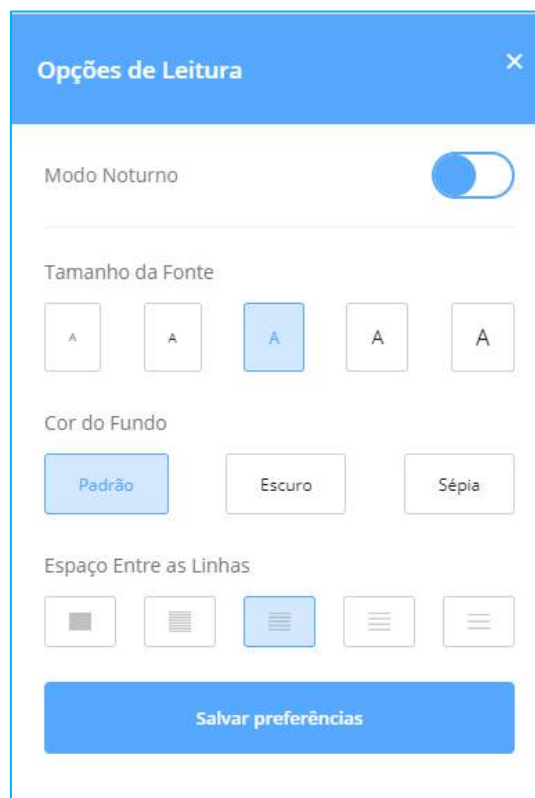 Opções de Leitura ×
Modo Noturno
Tamanho da Fonte
A A A A A
Cor do Fundo
Padrão Escuro Sépia
Espaço Entre as Linhas
Salvar preferências